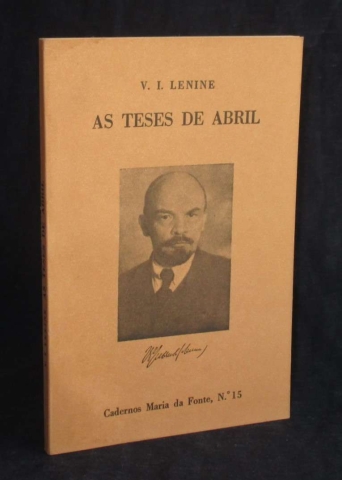 V. I. LENINE
AS TESES DE ABRIL
Cadernos Maria da Fonte, N.º 15